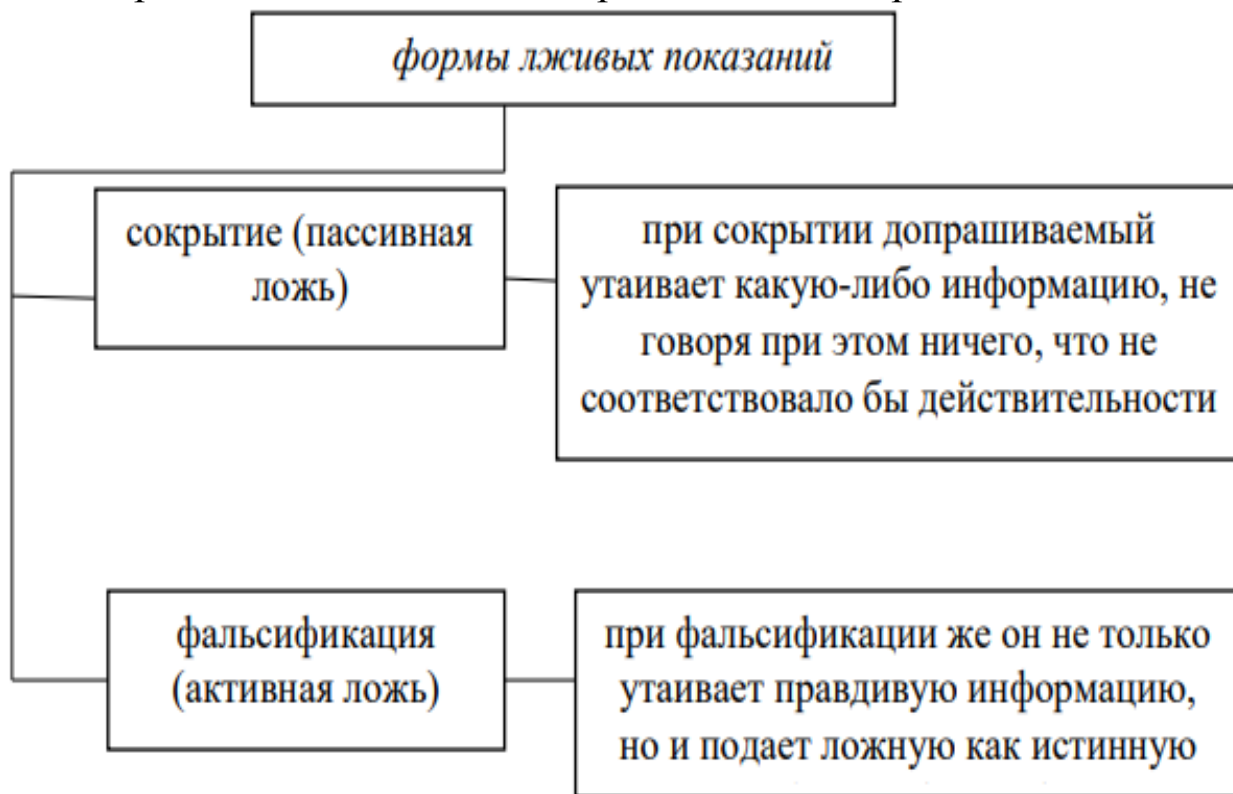 формы лживых показаний
сокрытие (пассивная
ложь)
при сокрытии допрашиваемый
утаивает какую-либо информацию, не
говоря при этом ничего, что не
соответствовало бы действительности
фальсификация
(активная ложь)
при фальсификации же он не только
утаивает правдивую информацию,
но и подает ложную как истинную